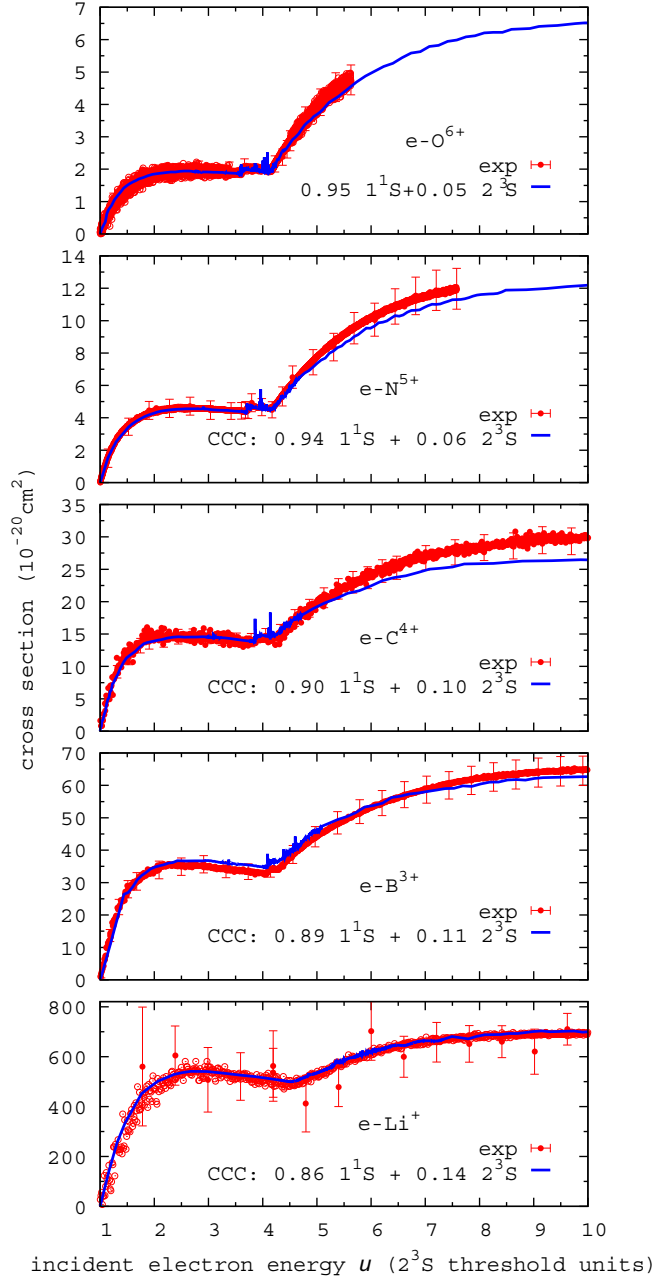 7
6
5
4
3
2
1
0
e-O⁶⁺
exp
0.95 1¹S+0.05 2³S
14
12
10
8
6
4
2
0
e-N⁵⁺
exp
CCC: 0.94 1¹S + 0.06 2³S
cross section (10⁻²⁰cm²)
35
30
25
20
15
10
5
0
e-C⁴⁺
exp
CCC: 0.90 1¹S + 0.10 2³S
70
60
50
40
30
20
10
0
e-B³⁺
exp
CCC: 0.89 1¹S + 0.11 2³S
800
600
400
200
0
e-Li⁺
exp
CCC: 0.86 1¹S + 0.14 2³S
1 2 3 4 5 6 7 8 9 10
incident electron energy u (2³S threshold units)